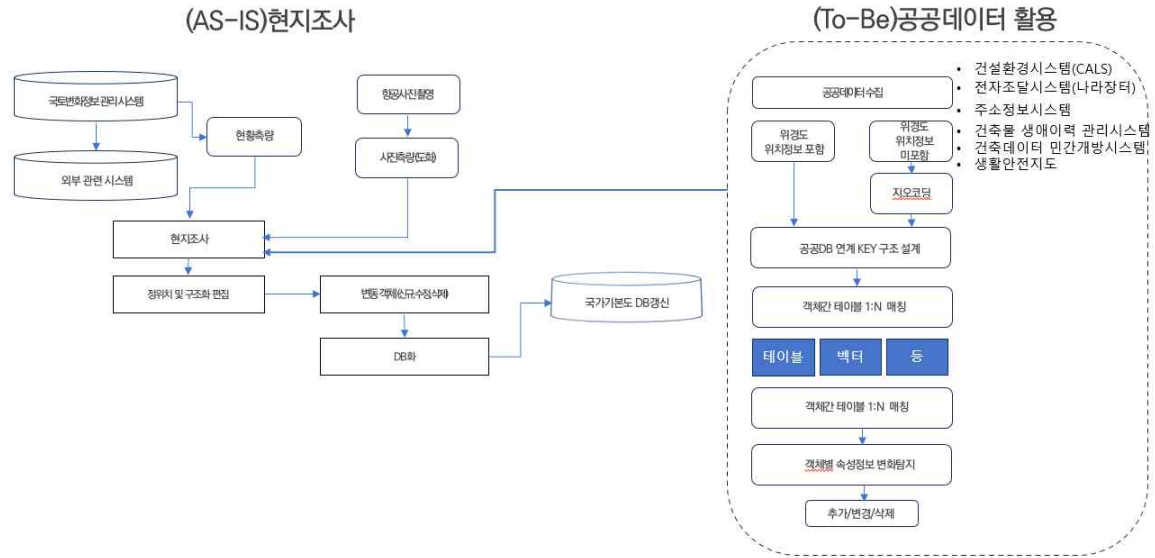 (AS-IS)현지조사
국토변화정보관리시스템
외부 관련 시스템
현황측량
항공사진촬영
사진측량(도화)
현지조사
정위치 및 구조화 편집
변동 객체(신규,수정,삭제)
DB화
국가기본도 DB갱신
(To-Be)공공데이터 활용
공공데이터수집
위경도
위치정보 포함
위경도
위치정보
미포함
지오코딩
공공DB 연계 KEY 구조 설계
객체간 테이블 1:N 매칭
테이블
벡터
등
객체간 테이블 1:N 매칭
객체별 속성정보 변화탐지
추가/변경/삭제
• 건설환경시스템(CALS)
• 전자조달시스템(나라장터)
• 주소정보시스템
• 건축물 생애이력 관리시스템
• 건축데이터 민간개방시스템
• 생활안전지도